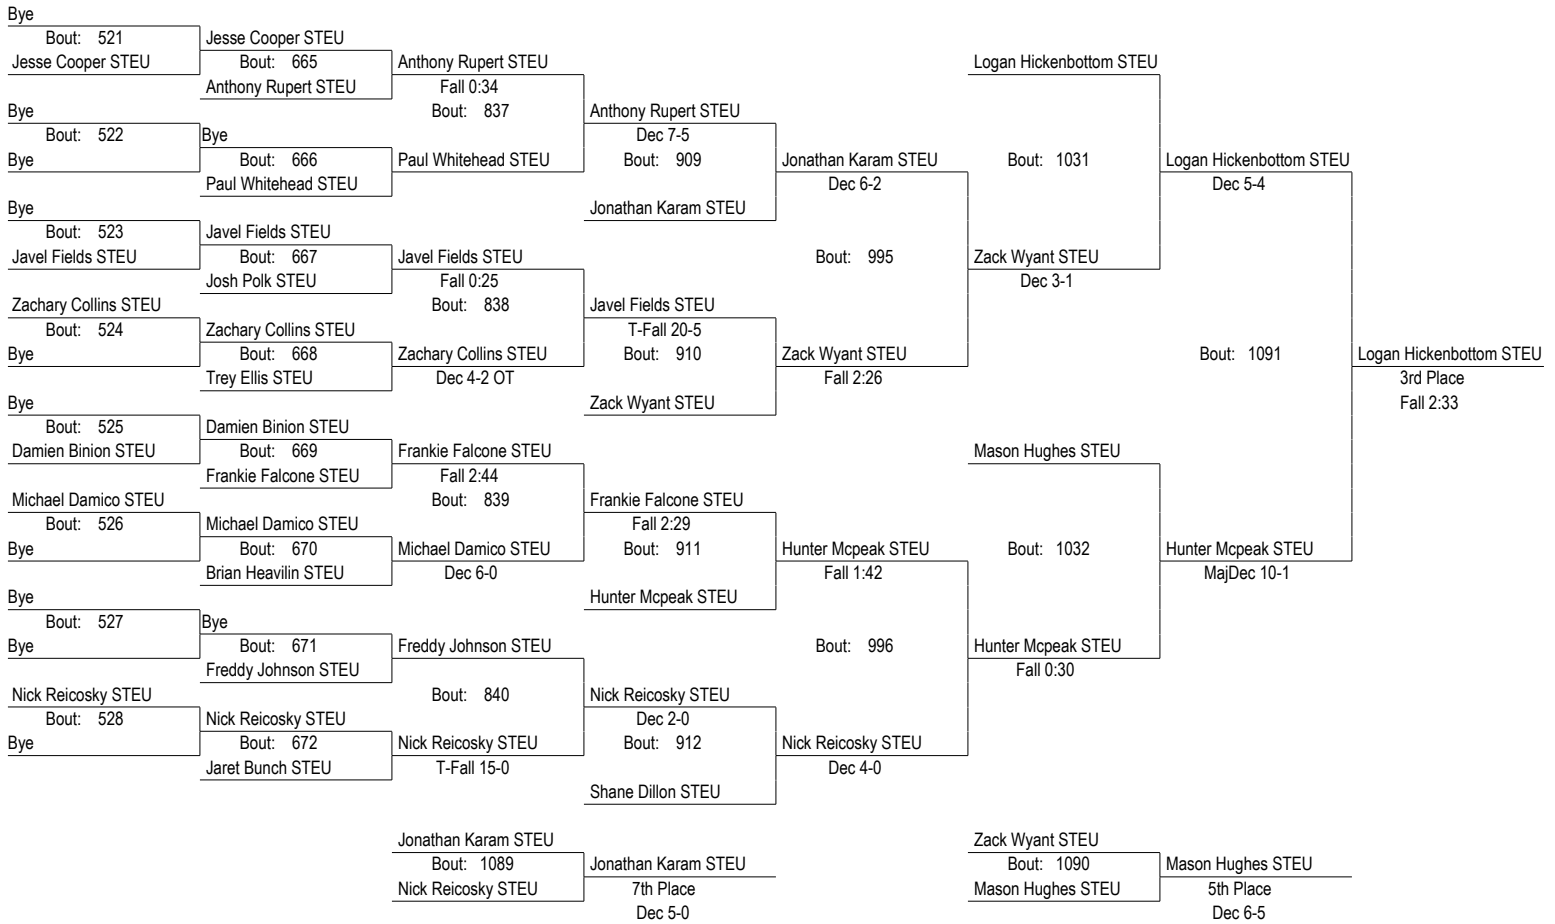 Bye
Bout: 521 Jesse Cooper STEU
Jesse Cooper STEU Bout: 665 Anthony Rupert STEU Logan Hickenbottom STEU
Anthony Rupert STEU Fall 0:34
Bye Bout: 837 Anthony Rupert STEU
Bout: 522 Bye Dec 7-5
Bye Bout: 666 Paul Whitehead STEU Bout: 909 Jonathan Karam STEU Bout: 1031 Logan Hickenbottom STEU
Paul Whitehead STEU Dec 6-2 Dec 5-4
Bye Jonathan Karam STEU
Bout: 523 Javel Fields STEU
Javel Fields STEU Bout: 667 Javel Fields STEU Bout: 995 Zack Wyant STEU
Josh Polk STEU Fall 0:25 Dec 3-1
Zachary Collins STEU Bout: 838 Javel Fields STEU
Bout: 524 Zachary Collins STEU T-Fall 20-5
Bye Bout: 668 Zachary Collins STEU Bout: 910 Zack Wyant STEU Bout: 1091 Logan Hickenbottom STEU
Trey Ellis STEU Dec 4-2 OT Fall 2:26 3rd Place
Bye Zack Wyant STEU Fall 2:33
Bout: 525 Damien Binion STEU
Damien Binion STEU Bout: 669 Frankie Falcone STEU Mason Hughes STEU
Frankie Falcone STEU Fall 2:44
Michael Damico STEU Bout: 839 Frankie Falcone STEU
Bout: 526 Michael Damico STEU Fall 2:29
Bye Bout: 670 Michael Damico STEU Bout: 911 Hunter Mcpeak STEU Bout: 1032 Hunter Mcpeak STEU
Brian Heavilin STEU Dec 6-0 Fall 1:42 MajDec 10-1
Bye Hunter Mcpeak STEU
Bout: 527 Bye
Bye Bout: 671 Freddy Johnson STEU Bout: 996 Hunter Mcpeak STEU
Freddy Johnson STEU Fall 0:30
Nick Reicosky STEU Bout: 840 Nick Reicosky STEU
Bout: 528 Nick Reicosky STEU Dec 2-0
Bye Bout: 672 Nick Reicosky STEU Bout: 912 Nick Reicosky STEU
Jaret Bunch STEU T-Fall 15-0 Dec 4-0
Shane Dillon STEU
Jonathan Karam STEU Zack Wyant STEU
Bout: 1089 Jonathan Karam STEU Bout: 1090 Mason Hughes STEU
Nick Reicosky STEU 7th Place Mason Hughes STEU 5th Place
Dec 5-0 Dec 6-5